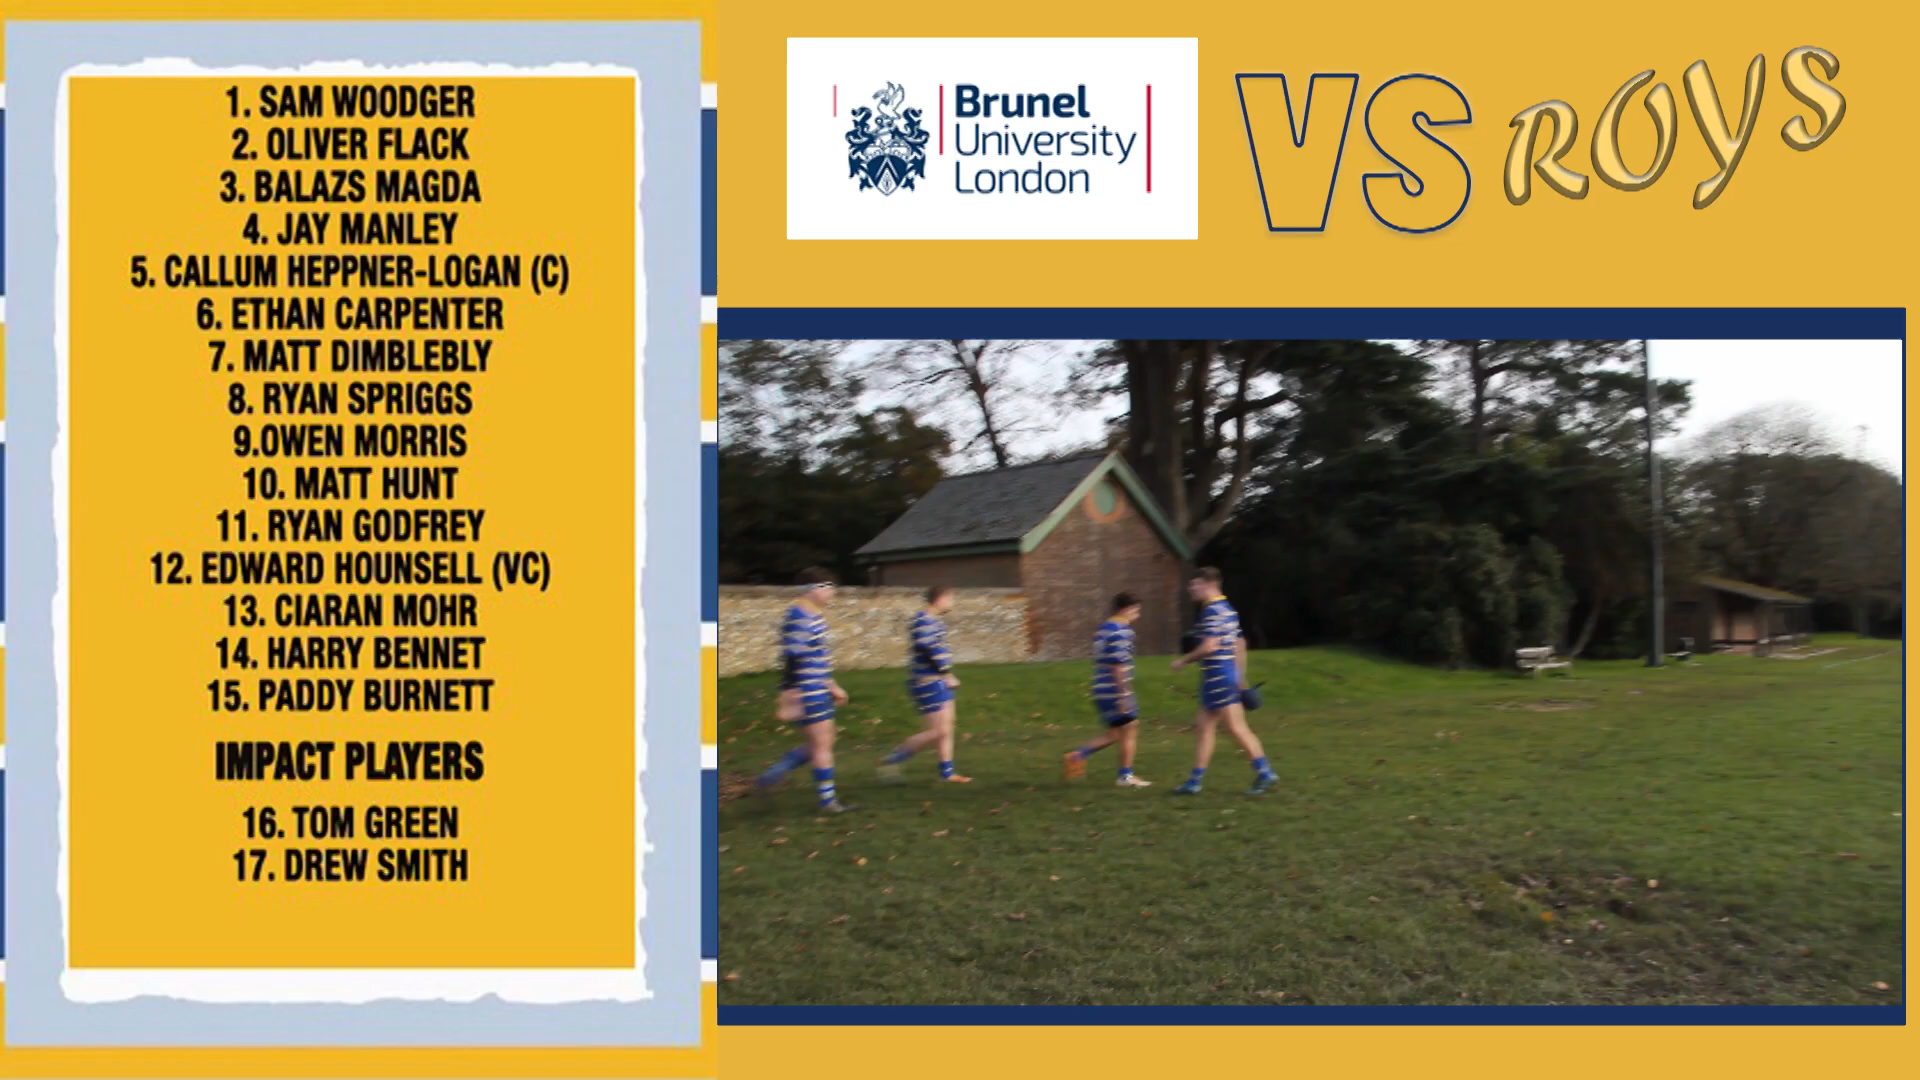 1. SAM WOODGER
2. OLIVER FLACK
3. BALAZS MAGDA
4. JAY MANLEY
5. CALLUM HEPPNER-LOGAN (C)
6. ETHAN CARPENTER
7. MATT DIMBLEBLY
8. RYAN SPRIGGS
9.OWEN MORRIS
10. MATT HUNT
11. RYAN GODFREY
12. EDWARD HOUNSELL (VC)
13. CIARAN MOHR
14. HARRY BENNET
15. PADDY BURNETT
IMPACT PLAYERS
16. TOM GREEN
17. DREW SMITH
Brunel
University
London
VS ROYS